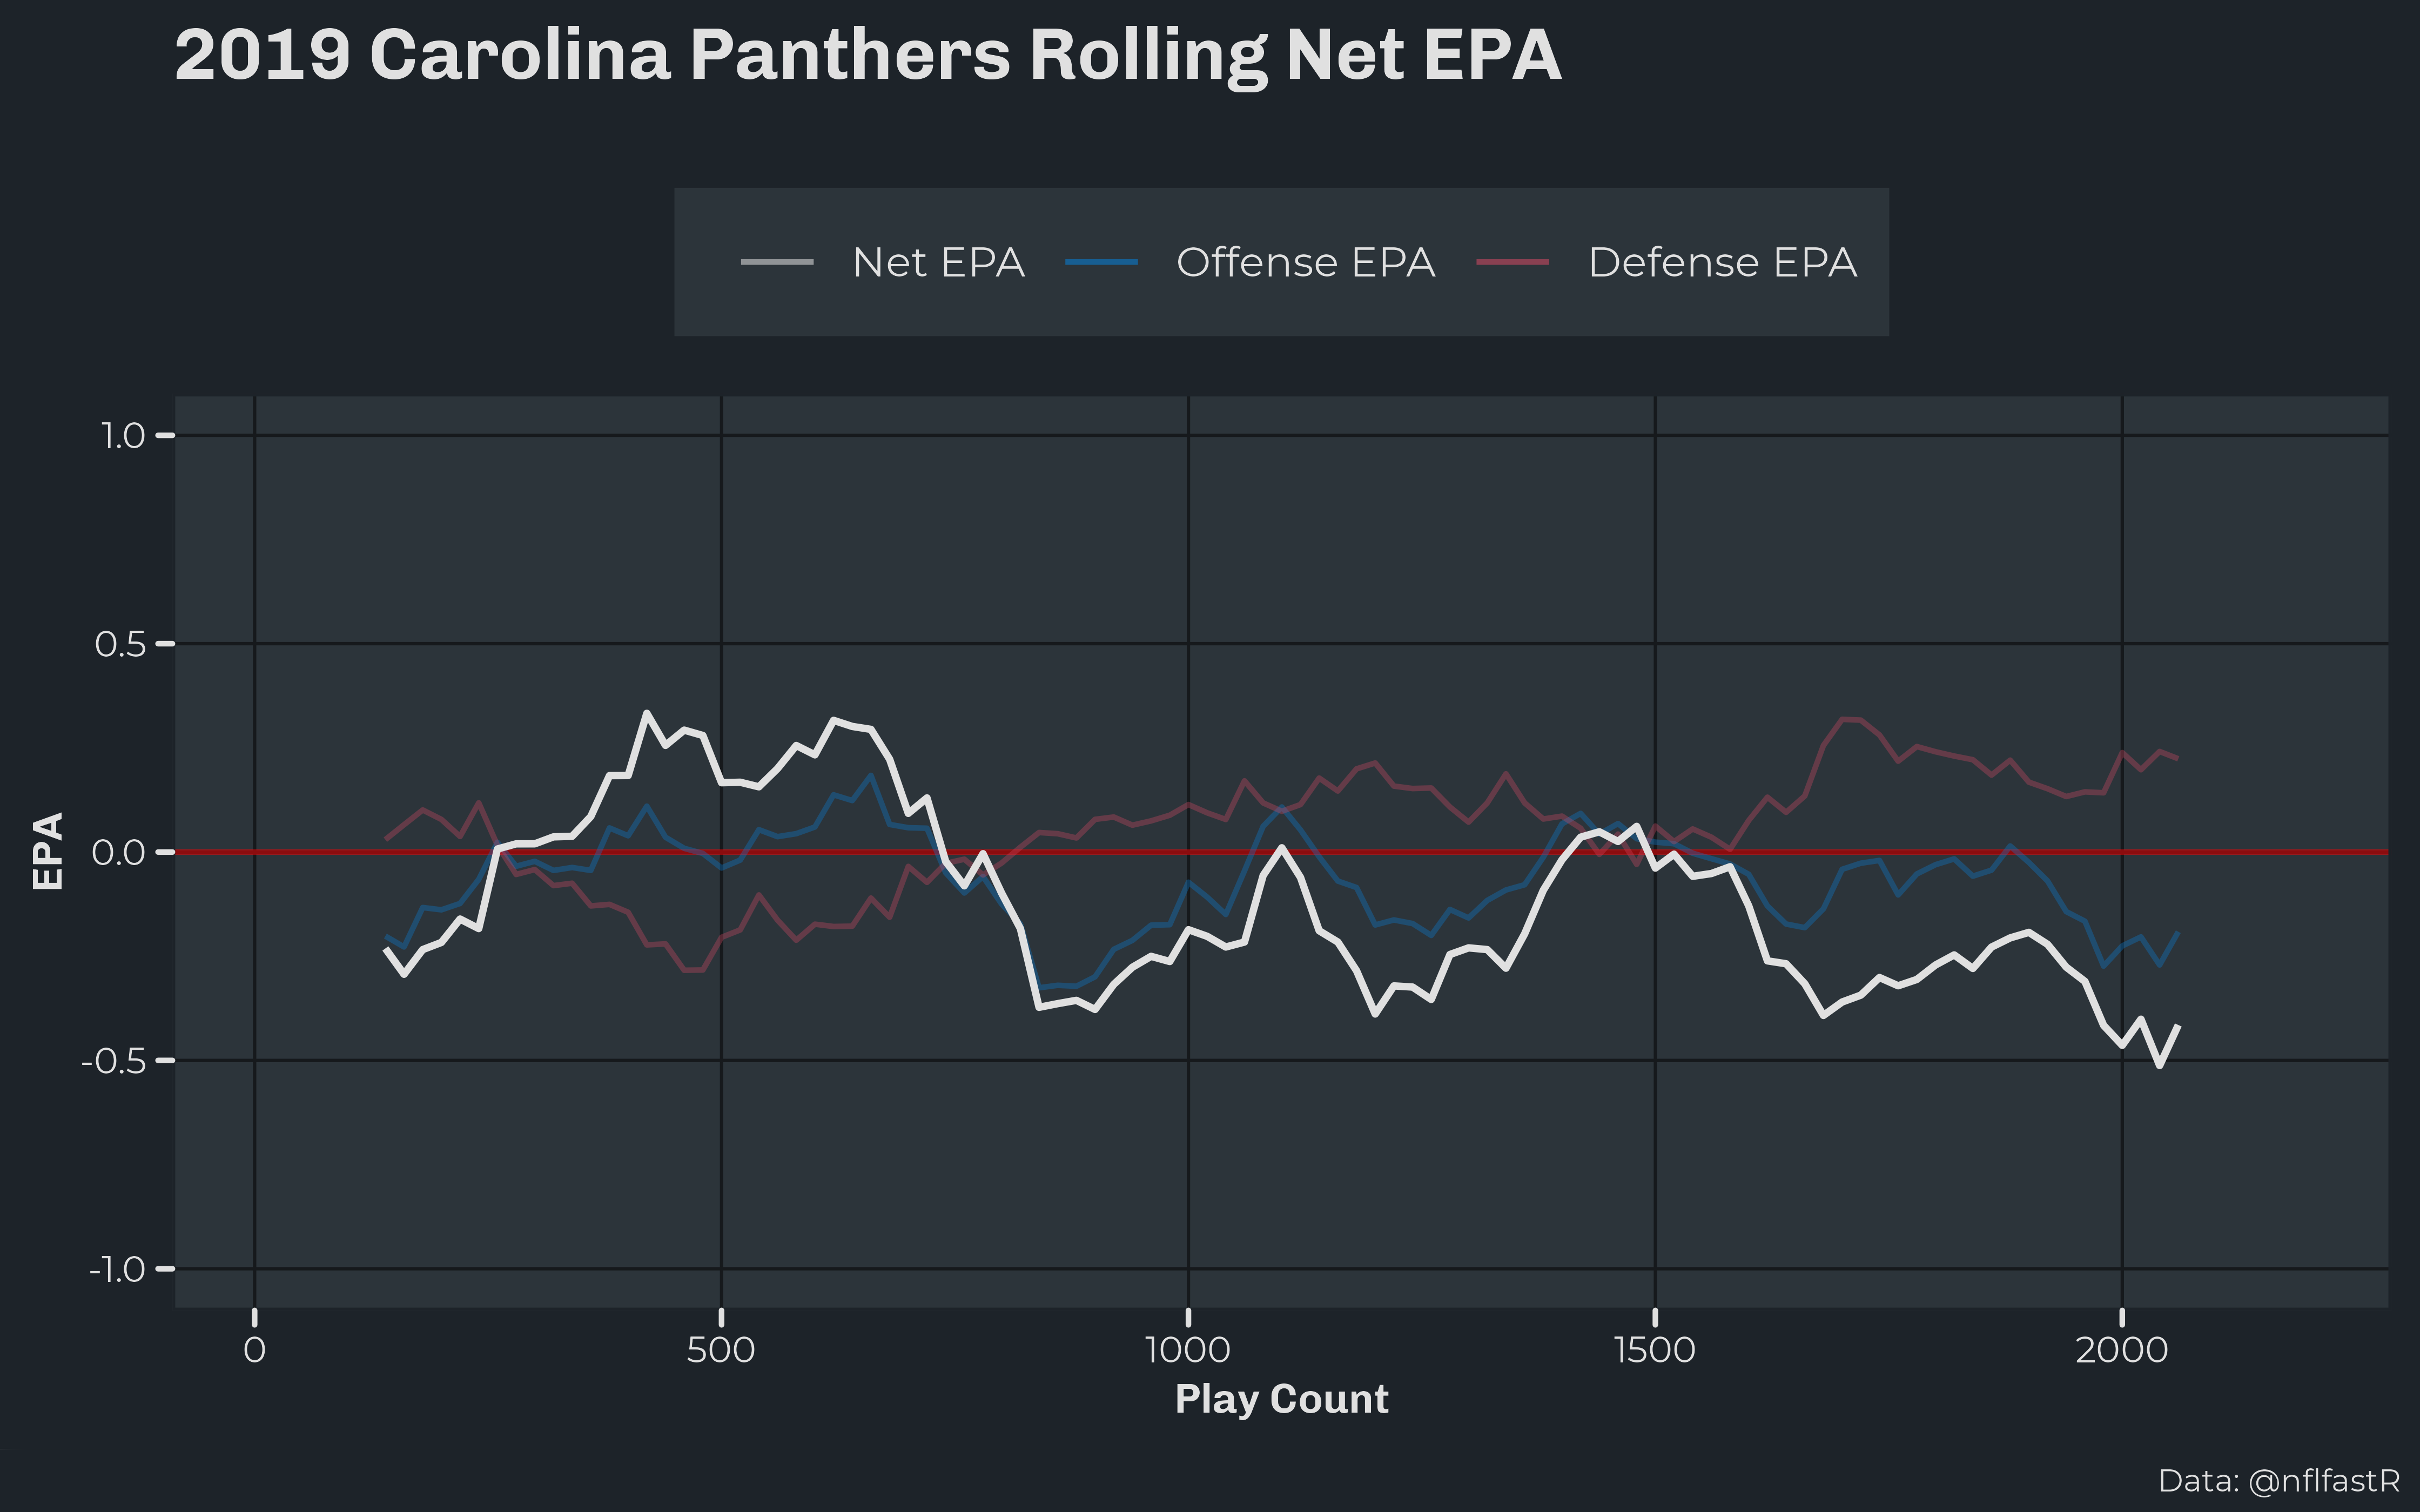 2019 Carolina Panthers Rolling Net EPA
Net EPA Offense EPA Defense EPA
1.0
0.5
0.0
-0.5
-1.0
EPA
0 500 1000 1500 2000
Play Count
Data: @nflfastR